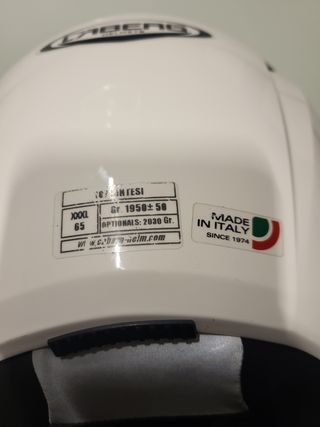 CABERG
HELMETS
SINTESI
XXXL
65
Gr. 1950± 50
OPTIONALS: 2030 Gr.
www.caberg-helm.com
MADE
IN ITALY
SINCE 1974